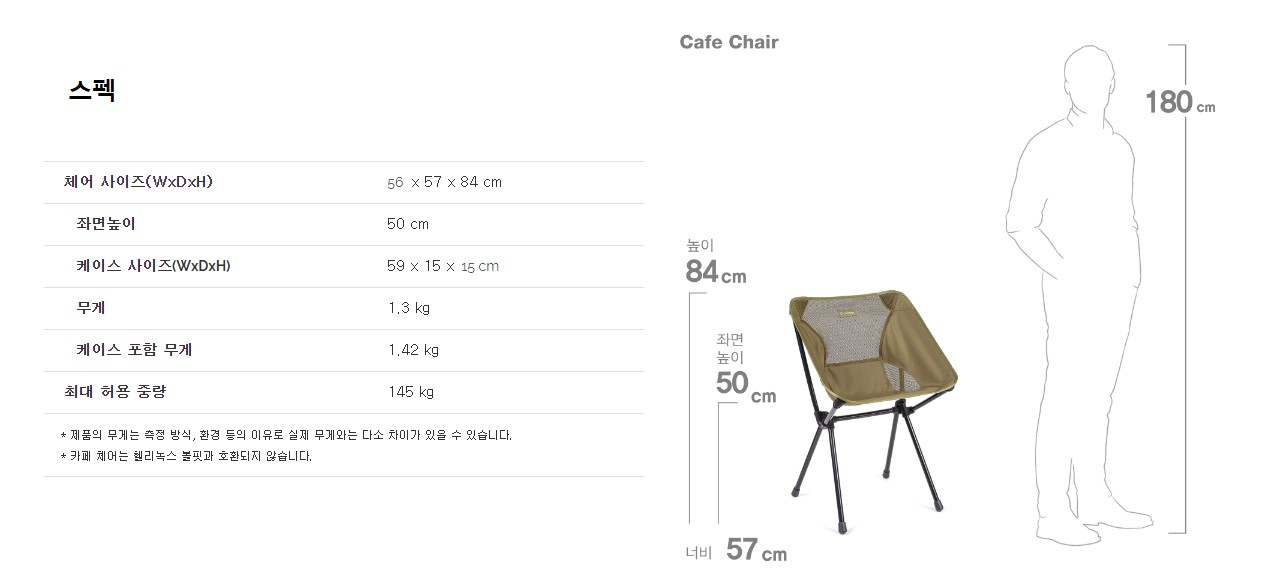 스펙
체어 사이즈(WxDxH) 56 x 57 x 84 cm
좌면높이 50 cm
케이스 사이즈(WxDxH) 59 x 15 x 15 cm
무게 1.3 kg
케이스 포함 무게 1.42 kg
최대 허용 중량 145 kg
* 제품의 무게는 측정 방식, 환경 등의 이유로 실제 무게와는 다소 차이가 있을 수 있습니다.
* 카페 체어는 헬리녹스 볼핏과 호환되지 않습니다.
Cafe Chair
180 cm
높이
84 cm
좌면
높이
50 cm
너비 57 cm